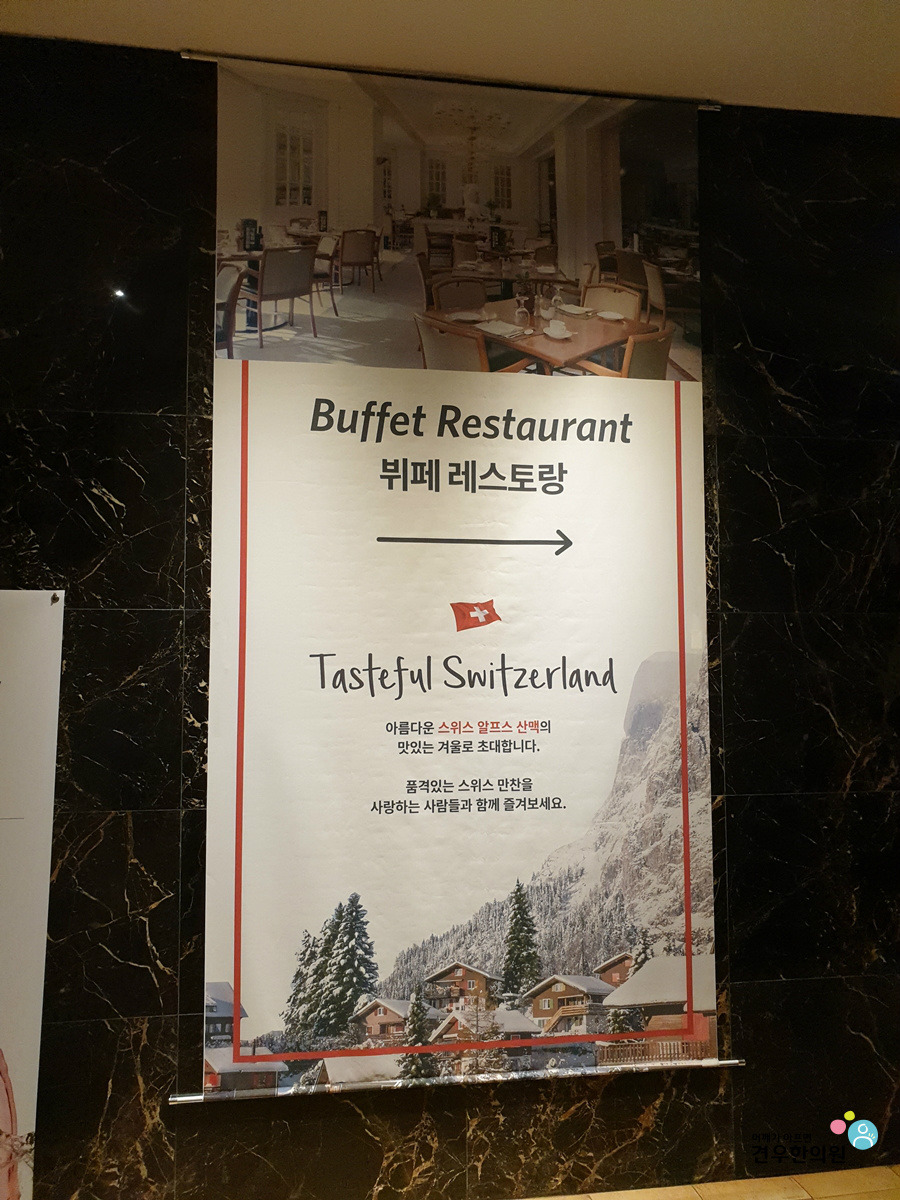 Buffet Restaurant
뷔페 레스토랑
Tasteful Switzerland
아름다운 스위스 알프스 산맥의
맛있는 겨울로 초대합니다.
품격있는 스위스 만찬을
사랑하는 사람들과 함께 즐겨보세요.
견우한의원